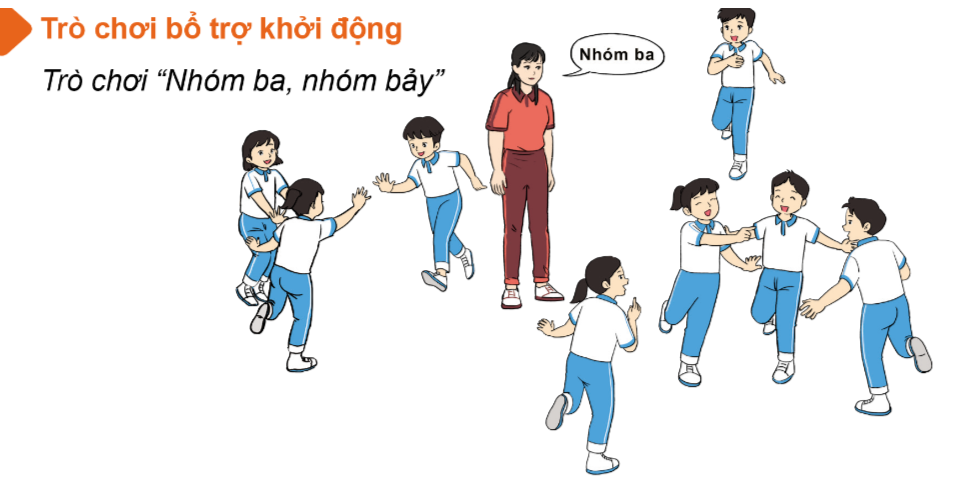 Trò chơi bổ trợ khởi động
Trò chơi “Nhóm ba, nhóm bảy”
Nhóm ba